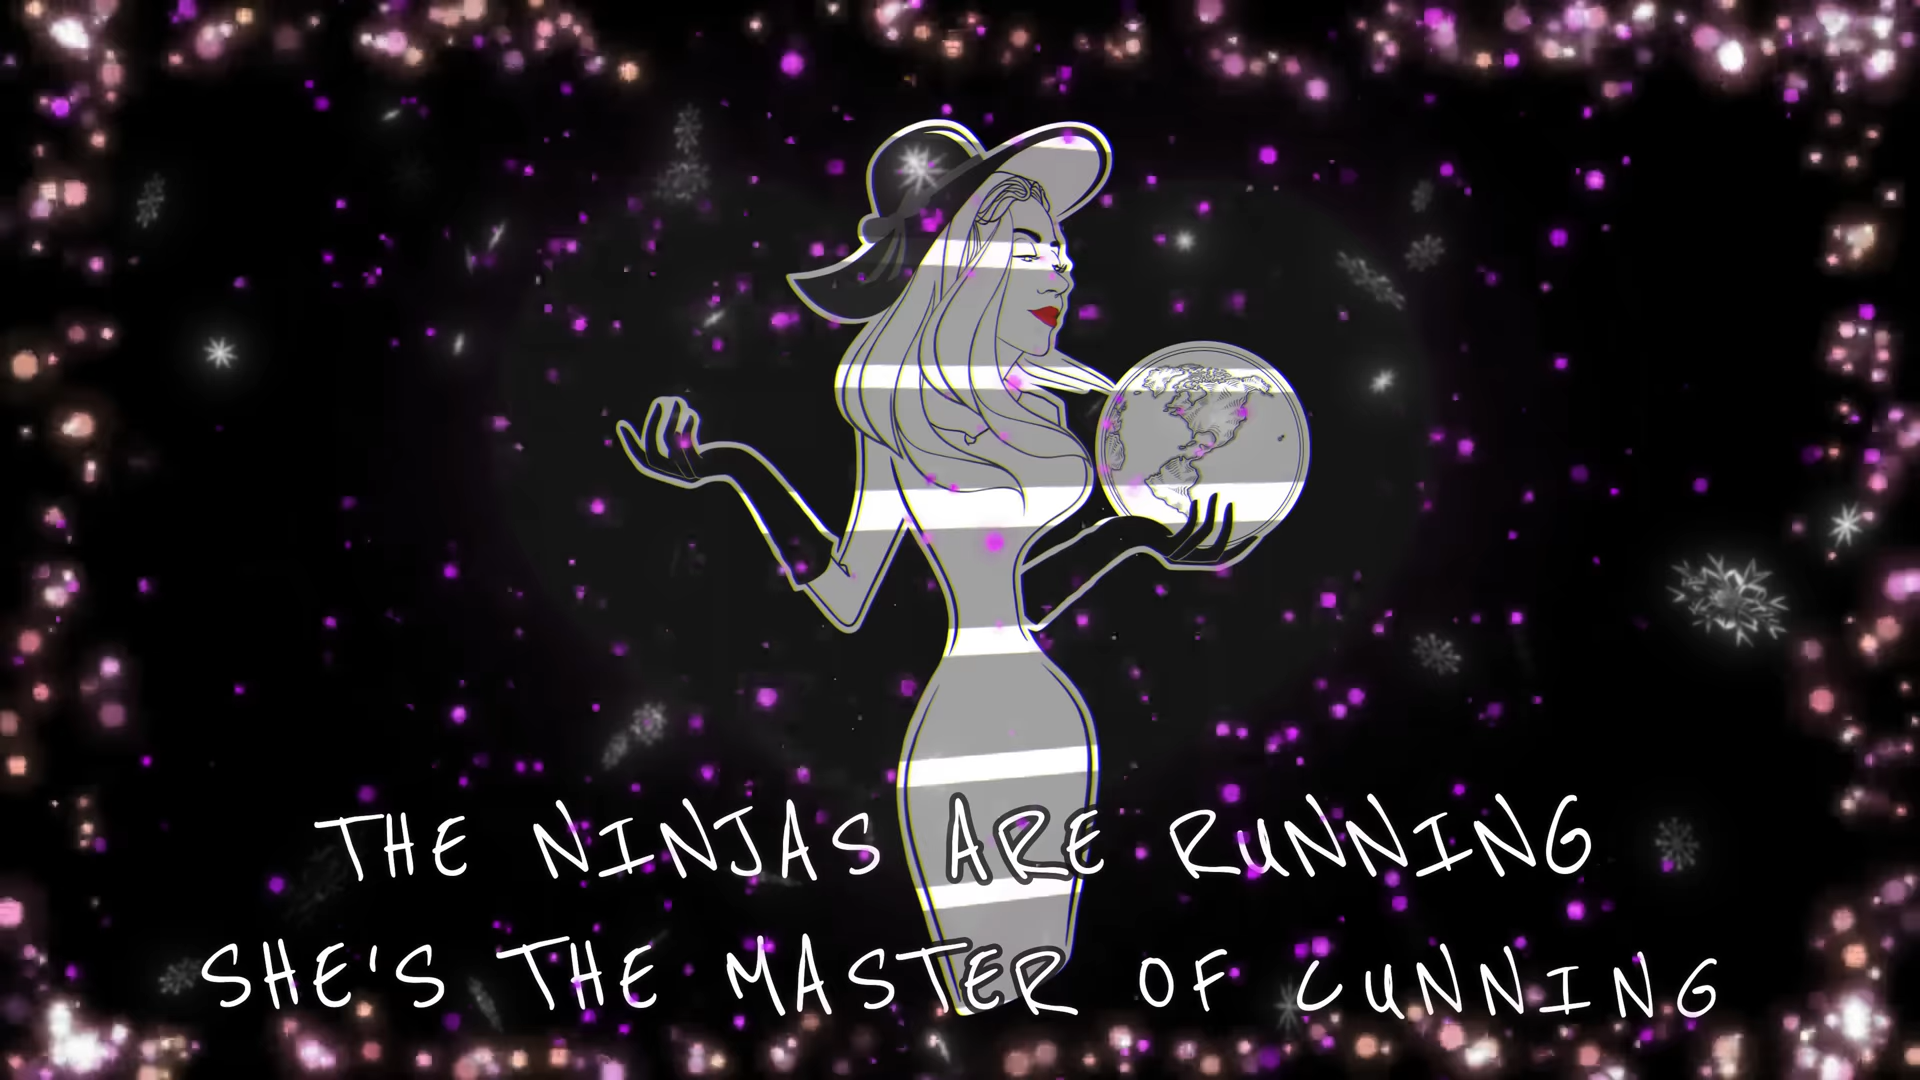 THE NINJAS ARE RUNNING
SHE'S THE MASTER OF CUNNING